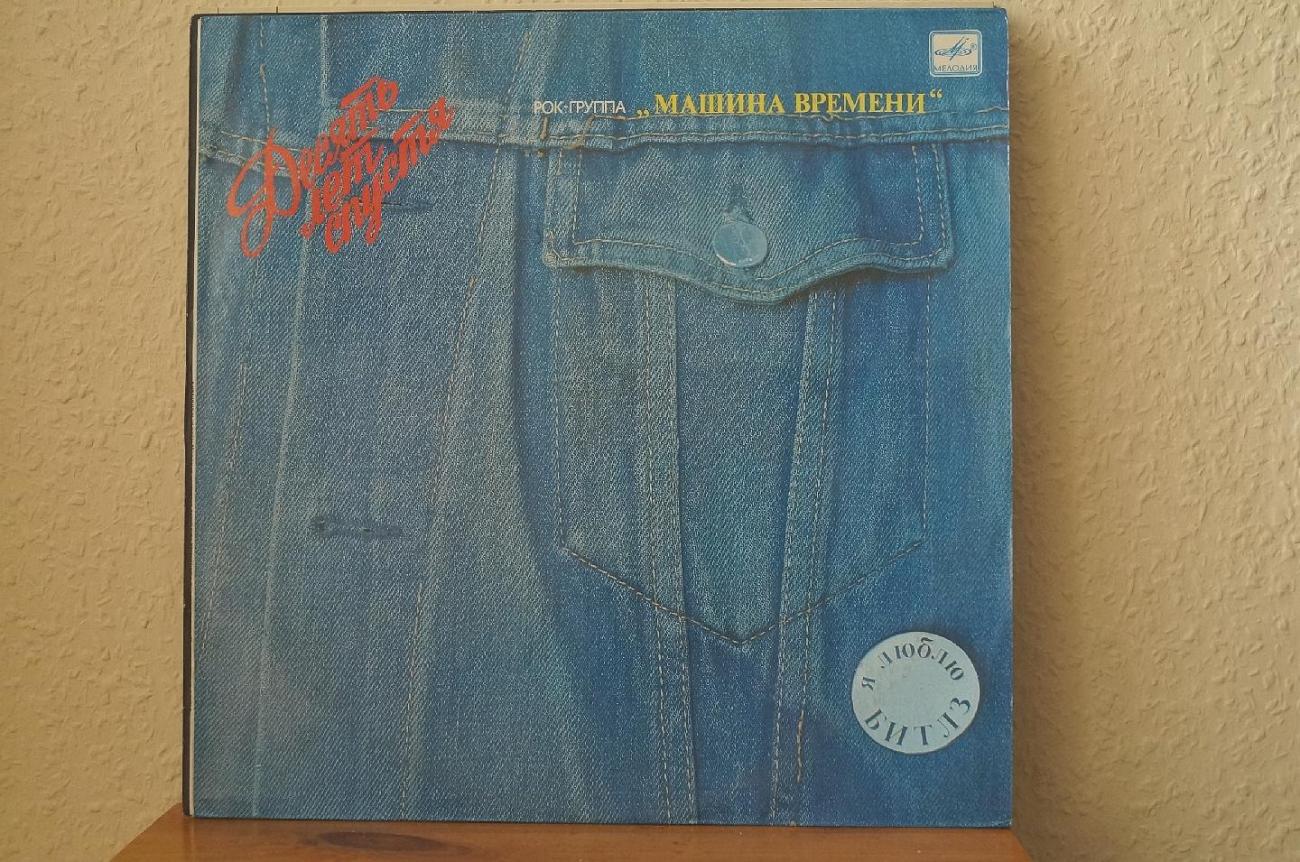 МЕЛОДИЯ
РОК-ГРУППА „МАШИНА ВРЕМЕНИ“
Десять
лет
спустя
Я ЛЮБЛЮ
БИТЛЗ